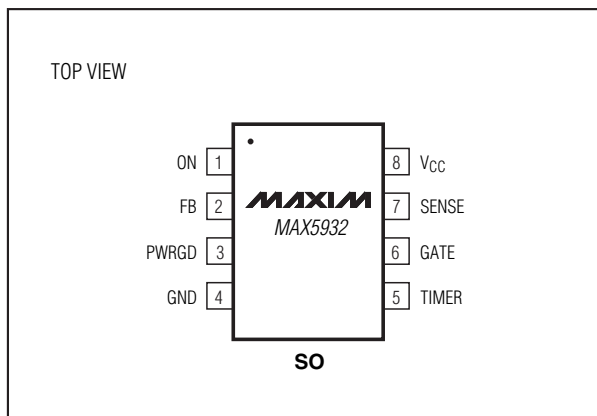 TOP VIEW
ON 1
FB 2
PWRGD 3
GND 4
MAXIM
MAX5932
8 VCC
7 SENSE
6 GATE
5 TIMER
SO